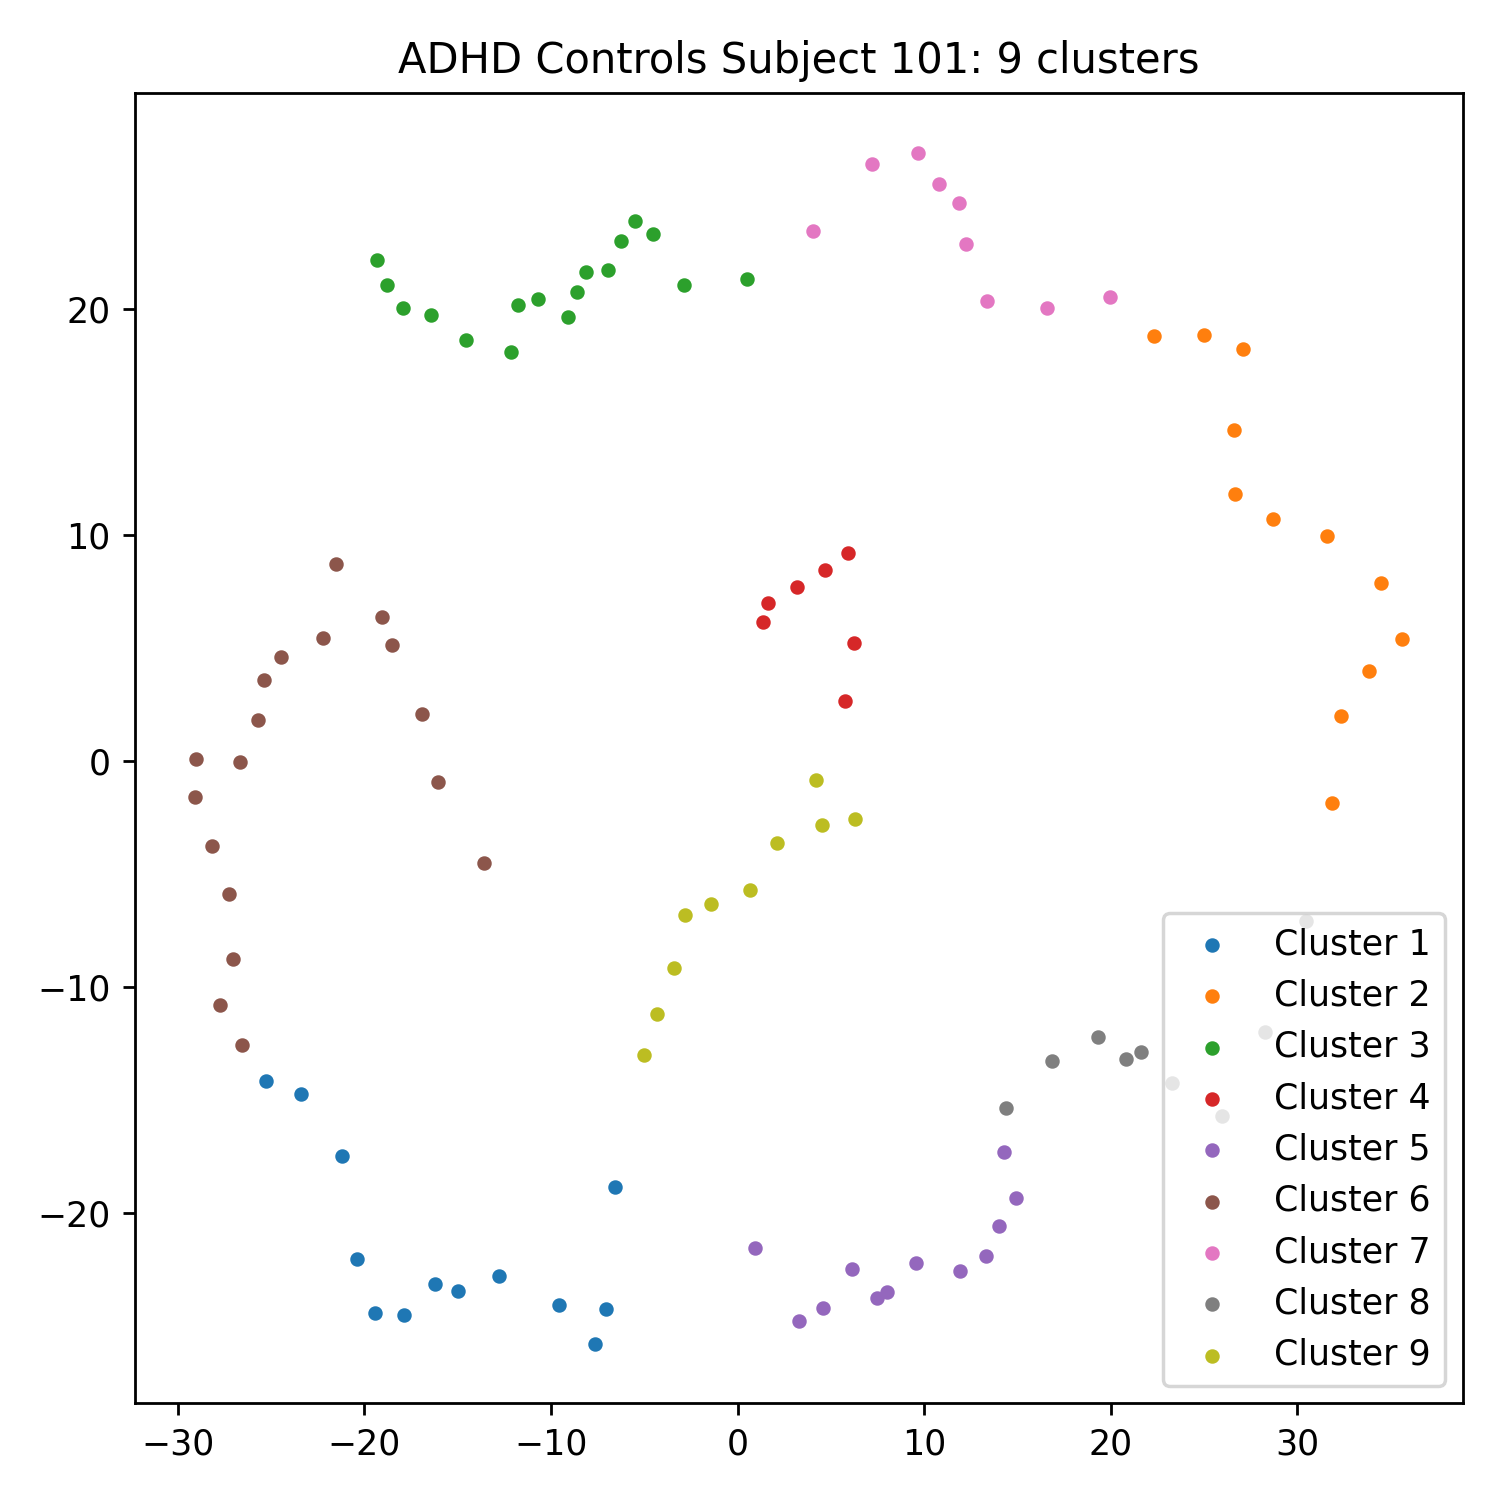 ADHD Controls Subject 101: 9 clusters
20
10
0
−10
−20
−30
−20
−10
0
10
20
30
Cluster 1
Cluster 2
Cluster 3
Cluster 4
Cluster 5
Cluster 6
Cluster 7
Cluster 8
Cluster 9